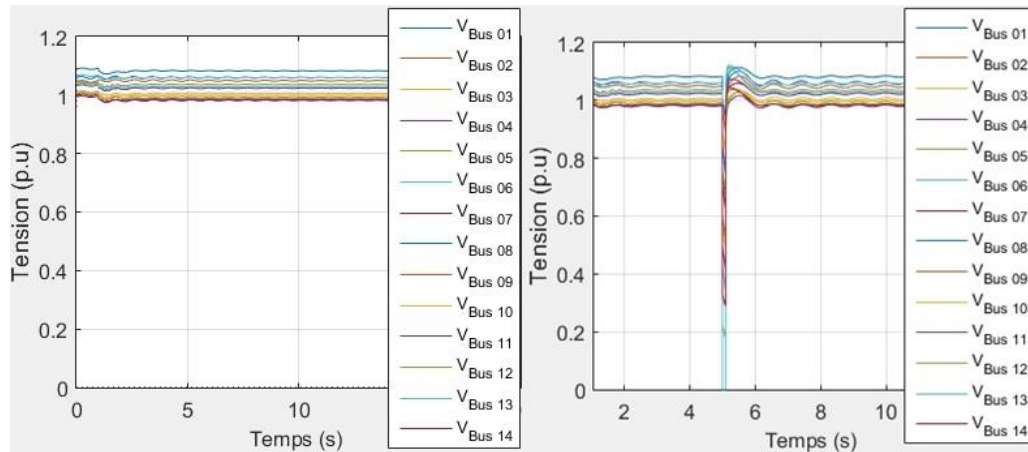 1.2
1
0.8
0.6
0.4
0.2
0
0
5
10
Tension (p.u)
Temps (s)
V Bus 01
V Bus 02
V Bus 03
V Bus 04
V Bus 05
V Bus 06
V Bus 07
V Bus 08
V Bus 09
V Bus 10
V Bus 11
V Bus 12
V Bus 13
V Bus 14
1.2
1
0.8
0.6
0.4
0.2
0
2
4
6
8
10
Tension (p.u)
Temps (s)
V Bus 01
V Bus 02
V Bus 03
V Bus 04
V Bus 05
V Bus 06
V Bus 07
V Bus 08
V Bus 09
V Bus 10
V Bus 11
V Bus 12
V Bus 13
V Bus 14